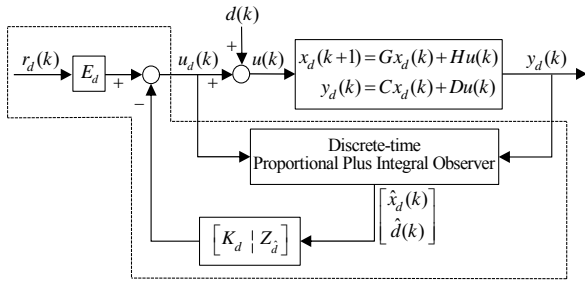 d(k)
r_d(k)
E_d
+
−
u_d(k)
+
+
u(k)
x_d(k+1) = Gx_d(k) + Hu(k)
y_d(k) = Cx_d(k) + Du(k)
y_d(k)
Discrete-time
Proportional Plus Integral Observer
[x̂_d(k)
d̂(k)]
[K_d ¦ Z_d̂]